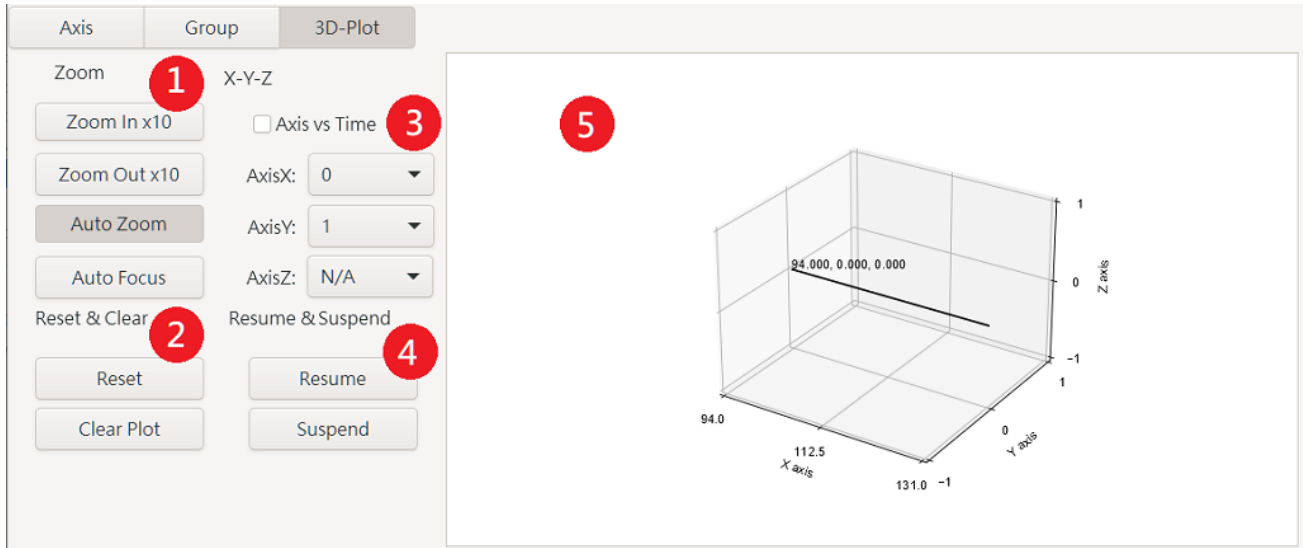 Axis Group 3D-Plot
Zoom 1 X-Y-Z
Zoom In x10 Axis vs Time 3 5
Zoom Out x10 AxisX: 0
Auto Zoom AxisY: 1
Auto Focus AxisZ: N/A
Reset & Clear 2 Resume & Suspend 4
Reset Resume
Clear Plot Suspend
94.000, 0.000, 0.000
1
0
-1
Z axis
1
0
-1
Y axis
94.0
112.5
131.0
X axis